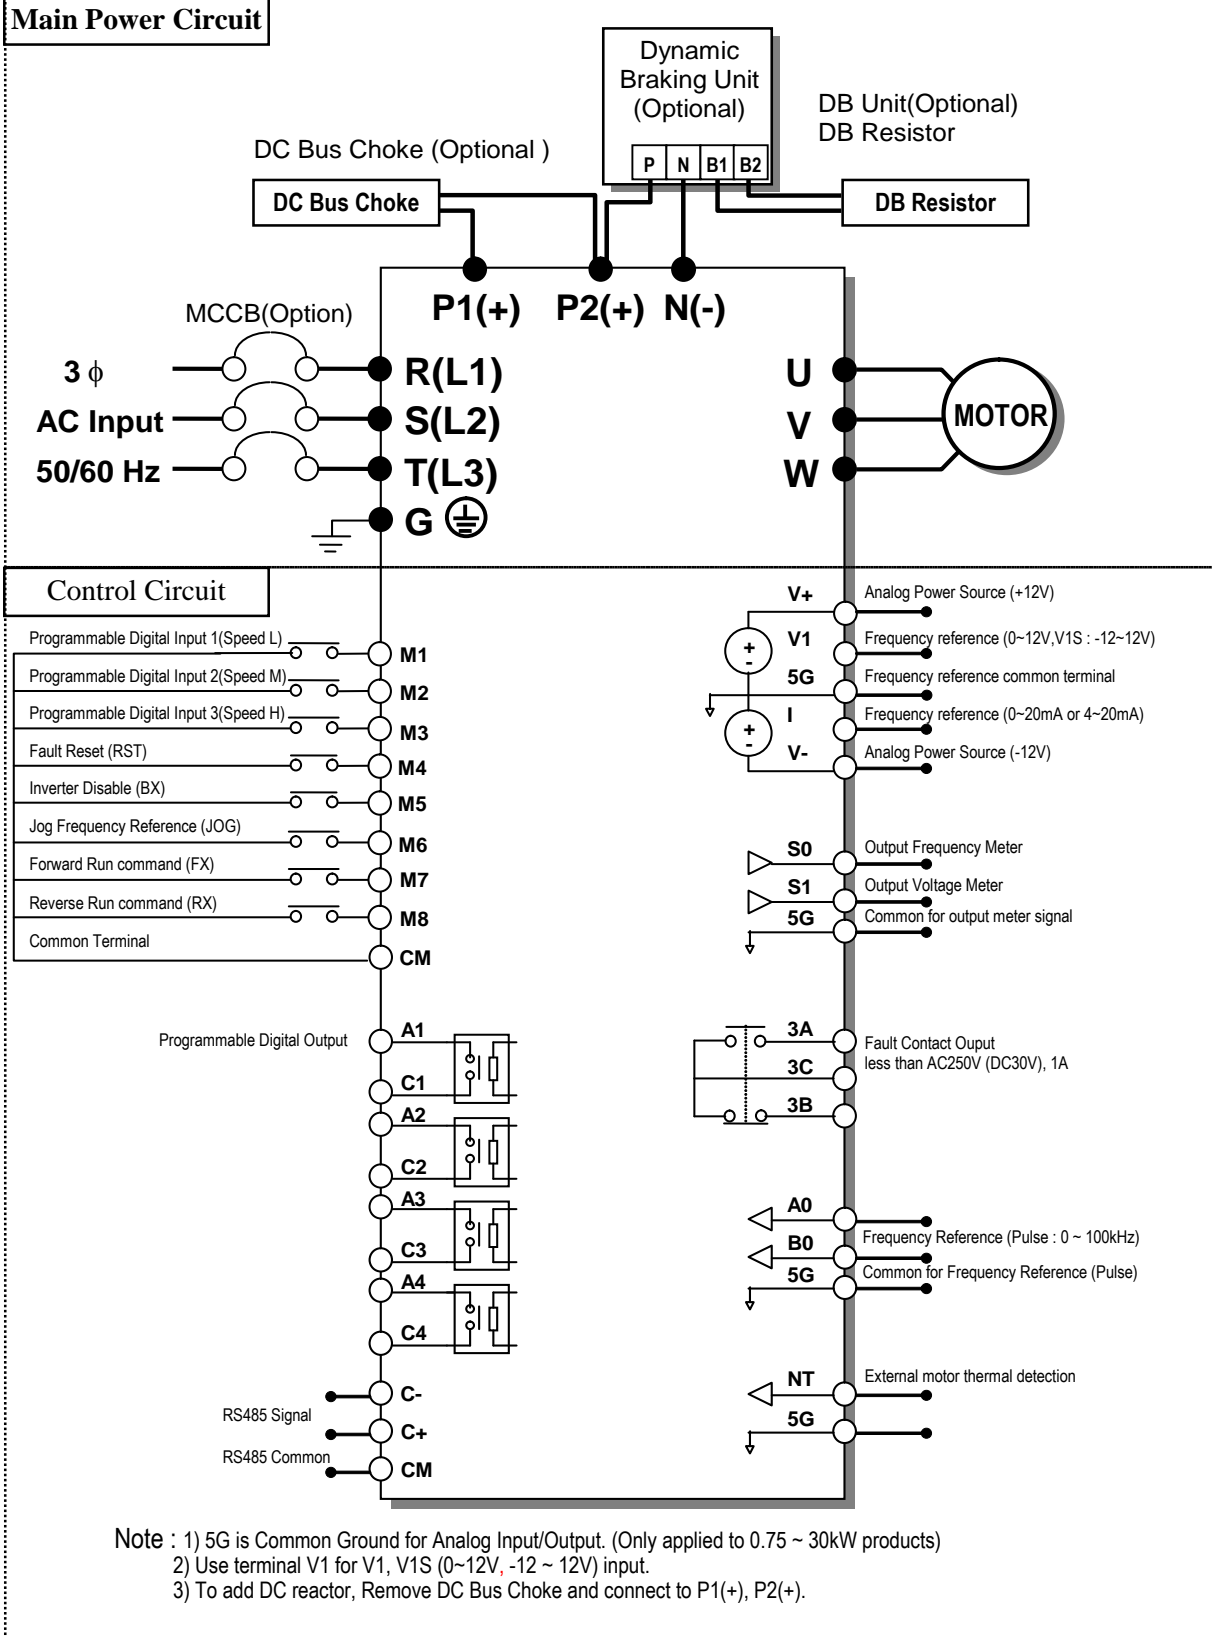 Main Power Circuit
Dynamic
Braking Unit
(Optional)
P N B1 B2
DB Unit(Optional)
DB Resistor
DC Bus Choke (Optional )
DC Bus Choke
DB Resistor
P1(+) P2(+) N(-)
MCCB(Option)
3 ϕ
R(L1)
U
AC Input
S(L2)
V
MOTOR
50/60 Hz
T(L3)
W
G
Control Circuit
Programmable Digital Input 1(Speed L)
M1
Programmable Digital Input 2(Speed M)
M2
Programmable Digital Input 3(Speed H)
M3
Fault Reset (RST)
M4
Inverter Disable (BX)
M5
Jog Frequency Reference (JOG)
M6
Forward Run command (FX)
M7
Reverse Run command (RX)
M8
Common Terminal
CM
V+
Analog Power Source (+12V)
+
-
V1
Frequency reference (0~12V,V1S : -12~12V)
5G
Frequency reference common terminal
+
-
I
Frequency reference (0~20mA or 4~20mA)
V-
Analog Power Source (-12V)
S0
Output Frequency Meter
S1
Output Voltage Meter
5G
Common for output meter signal
Programmable Digital Output
A1
C1
A2
C2
A3
C3
A4
C4
3A
Fault Contact Ouput
less than AC250V (DC30V), 1A
3C
3B
A0
Frequency Reference (Pulse : 0 ~ 100kHz)
B0
5G
Common for Frequency Reference (Pulse)
C-
RS485 Signal
C+
RS485 Common
CM
NT
External motor thermal detection
5G
Note : 1) 5G is Common Ground for Analog Input/Output. (Only applied to 0.75 ~ 30kW products)
2) Use terminal V1 for V1, V1S (0~12V, -12 ~ 12V) input.
3) To add DC reactor, Remove DC Bus Choke and connect to P1(+), P2(+).